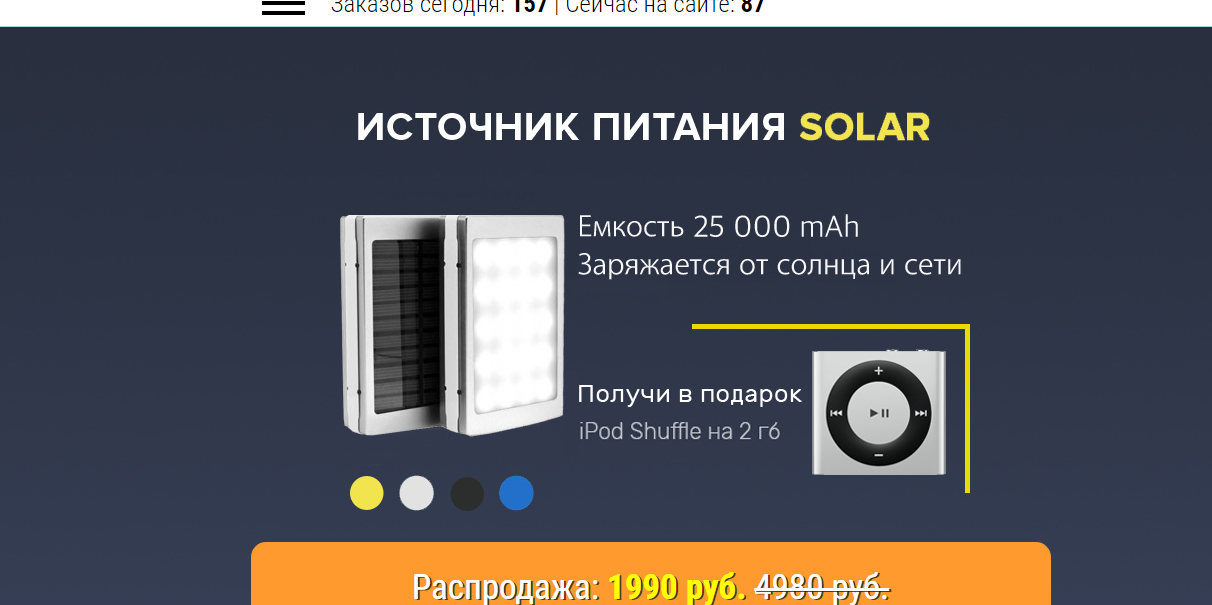 Заказов сегодня: 157 | Сейчас на сайте: 87
ИСТОЧНИК ПИТАНИЯ SOLAR
Емкость 25 000 mAh
Заряжается от солнца и сети
Получи в подарок
iPod Shuffle на 2 гб
Распродажа: 1990 руб. 4980 руб.